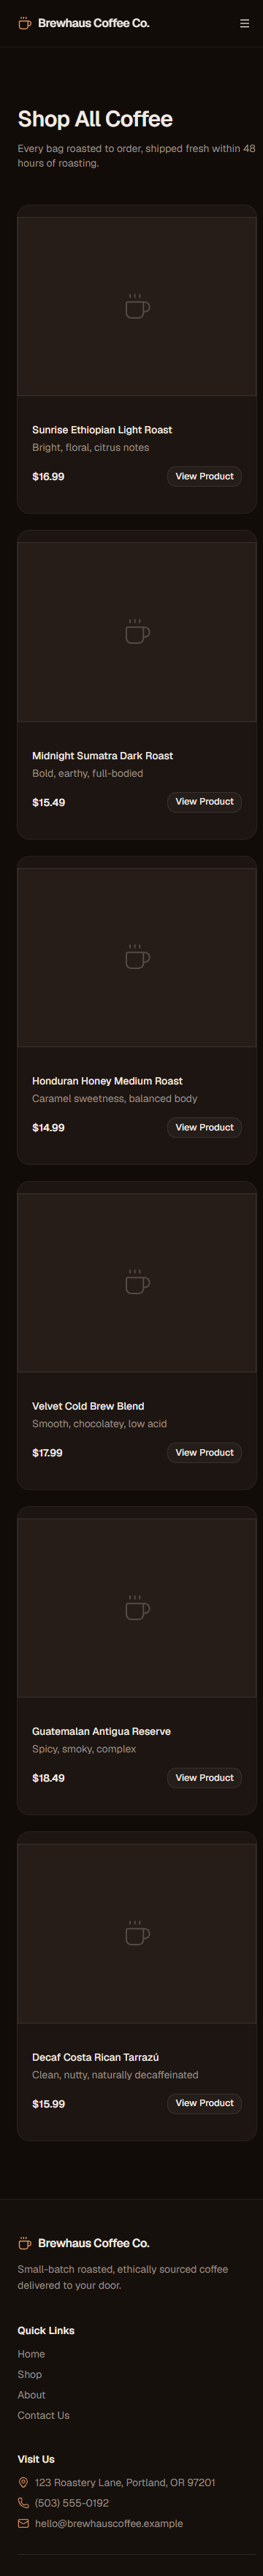 Brewhaus Coffee Co.
Shop All Coffee
Every bag roasted to order, shipped fresh within 48
hours of roasting.
Sunrise Ethiopian Light Roast
Bright, floral, citrus notes
$16.99 View Product
Midnight Sumatra Dark Roast
Bold, earthy, full-bodied
$15.49 View Product
Honduran Honey Medium Roast
Caramel sweetness, balanced body
$14.99 View Product
Velvet Cold Brew Blend
Smooth, chocolatey, low acid
$17.99 View Product
Guatemalan Antigua Reserve
Spicy, smoky, complex
$18.49 View Product
Decaf Costa Rican Tarrazú
Clean, nutty, naturally decaffeinated
$15.99 View Product
Brewhaus Coffee Co.
Small-batch roasted, ethically sourced coffee
delivered to your door.
Quick Links
Home
Shop
About
Contact Us
Visit Us
123 Roastery Lane, Portland, OR 97201
(503) 555-0192
hello@brewhauscoffee.example